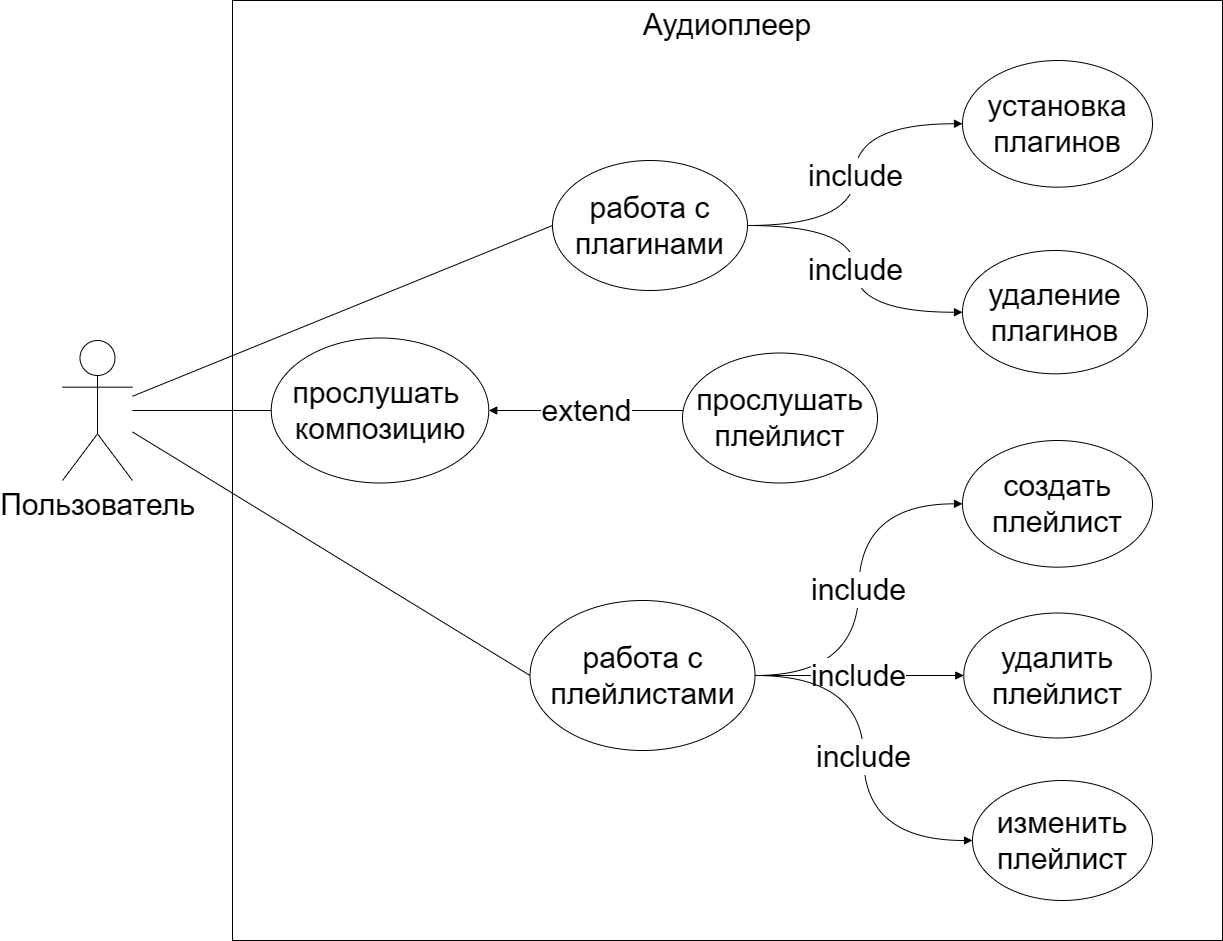 Аудиоплеер
установка
плагинов
include
работа с
плагинами
include
удаление
плагинов
прослушать
композицию
extend
прослушать
плейлист
Пользователь
создать
плейлист
include
работа с
плейлистами
include
удалить
плейлист
include
изменить
плейлист